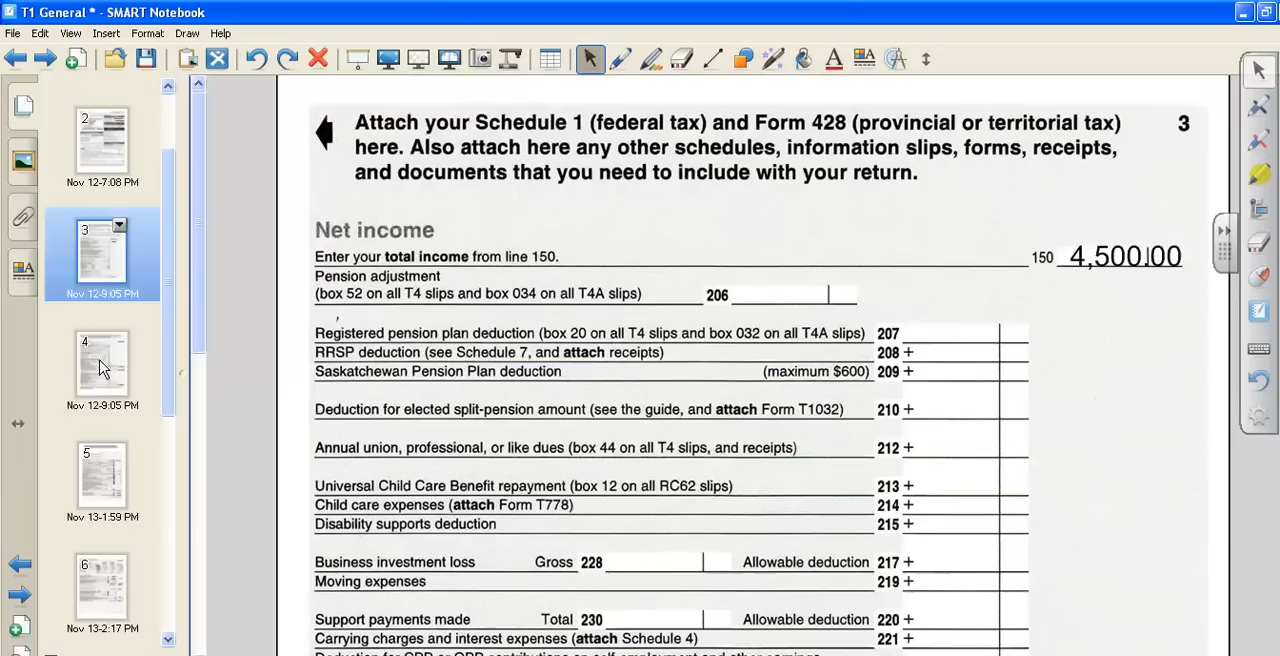 T1 General * - SMART Notebook
File Edit View Insert Format Draw Help
2
Nov 12-7:08 PM
3
Nov 12-9:05 PM
4
Nov 12-9:05 PM
5
Nov 13-1:59 PM
6
Nov 13-2:17 PM
Attach your Schedule 1 (federal tax) and Form 428 (provincial or territorial tax) 3
here. Also attach here any other schedules, information slips, forms, receipts,
and documents that you need to include with your return.
Net income
Enter your total income from line 150. 150 4,500.00
Pension adjustment
(box 52 on all T4 slips and box 034 on all T4A slips) 206
Registered pension plan deduction (box 20 on all T4 slips and box 032 on all T4A slips) 207
RRSP deduction (see Schedule 7, and attach receipts) 208 +
Saskatchewan Pension Plan deduction (maximum $600) 209 +
Deduction for elected split-pension amount (see the guide, and attach Form T1032) 210 +
Annual union, professional, or like dues (box 44 on all T4 slips, and receipts) 212 +
Universal Child Care Benefit repayment (box 12 on all RC62 slips) 213 +
Child care expenses (attach Form T778) 214 +
Disability supports deduction 215 +
Business investment loss Gross 228 Allowable deduction 217 +
Moving expenses 219 +
Support payments made Total 230 Allowable deduction 220 +
Carrying charges and interest expenses (attach Schedule 4) 221 +